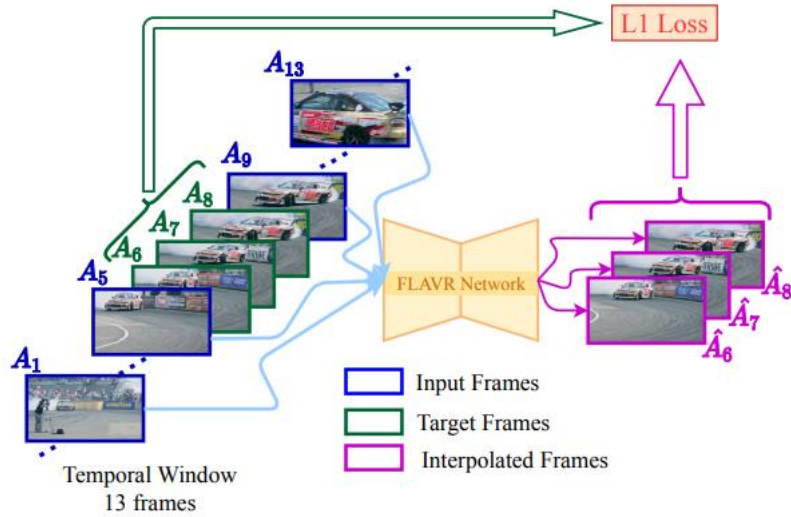 L1 Loss
A13
A9
A8
A7
A6
A5
A1
FLAVR Network
Â8
Â7
Â6
Input Frames
Target Frames
Interpolated Frames
Temporal Window
13 frames